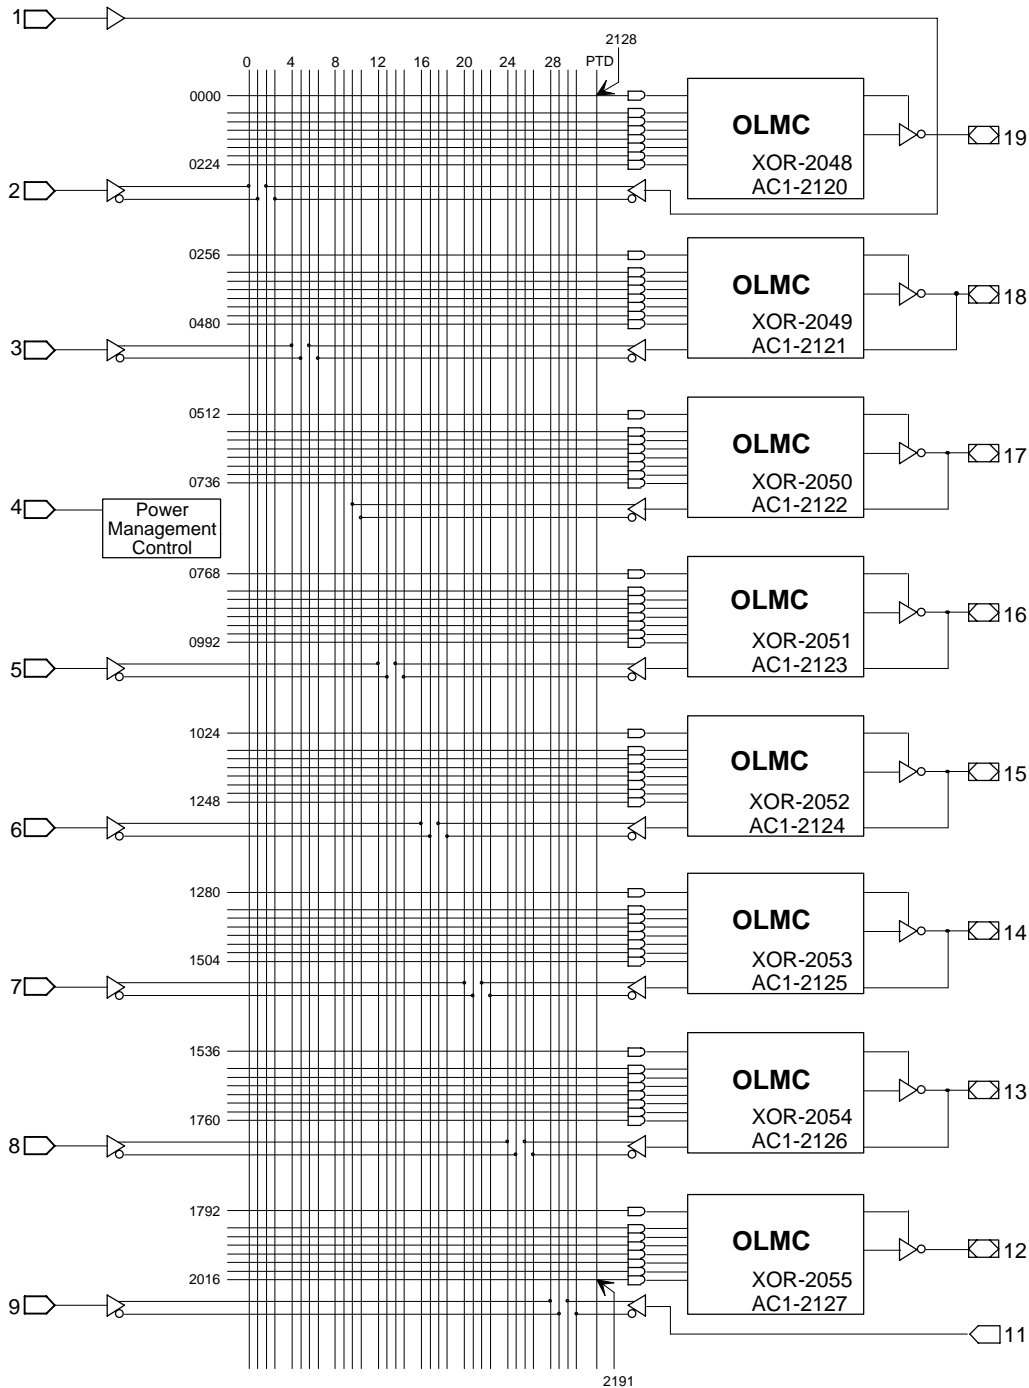 1
2128
0 4 8 12 16 20 24 28 PTD
0000
OLMC
19
XOR-2048
0224
AC1-2120
2
0256
OLMC
18
XOR-2049
0480
AC1-2121
3
0512
OLMC
17
XOR-2050
0736
AC1-2122
4
Power
Management
Control
0768
OLMC
16
XOR-2051
0992
AC1-2123
5
1024
OLMC
15
XOR-2052
1248
AC1-2124
6
1280
OLMC
14
XOR-2053
1504
AC1-2125
7
1536
OLMC
13
XOR-2054
1760
AC1-2126
8
1792
OLMC
12
XOR-2055
2016
AC1-2127
9
11
2191